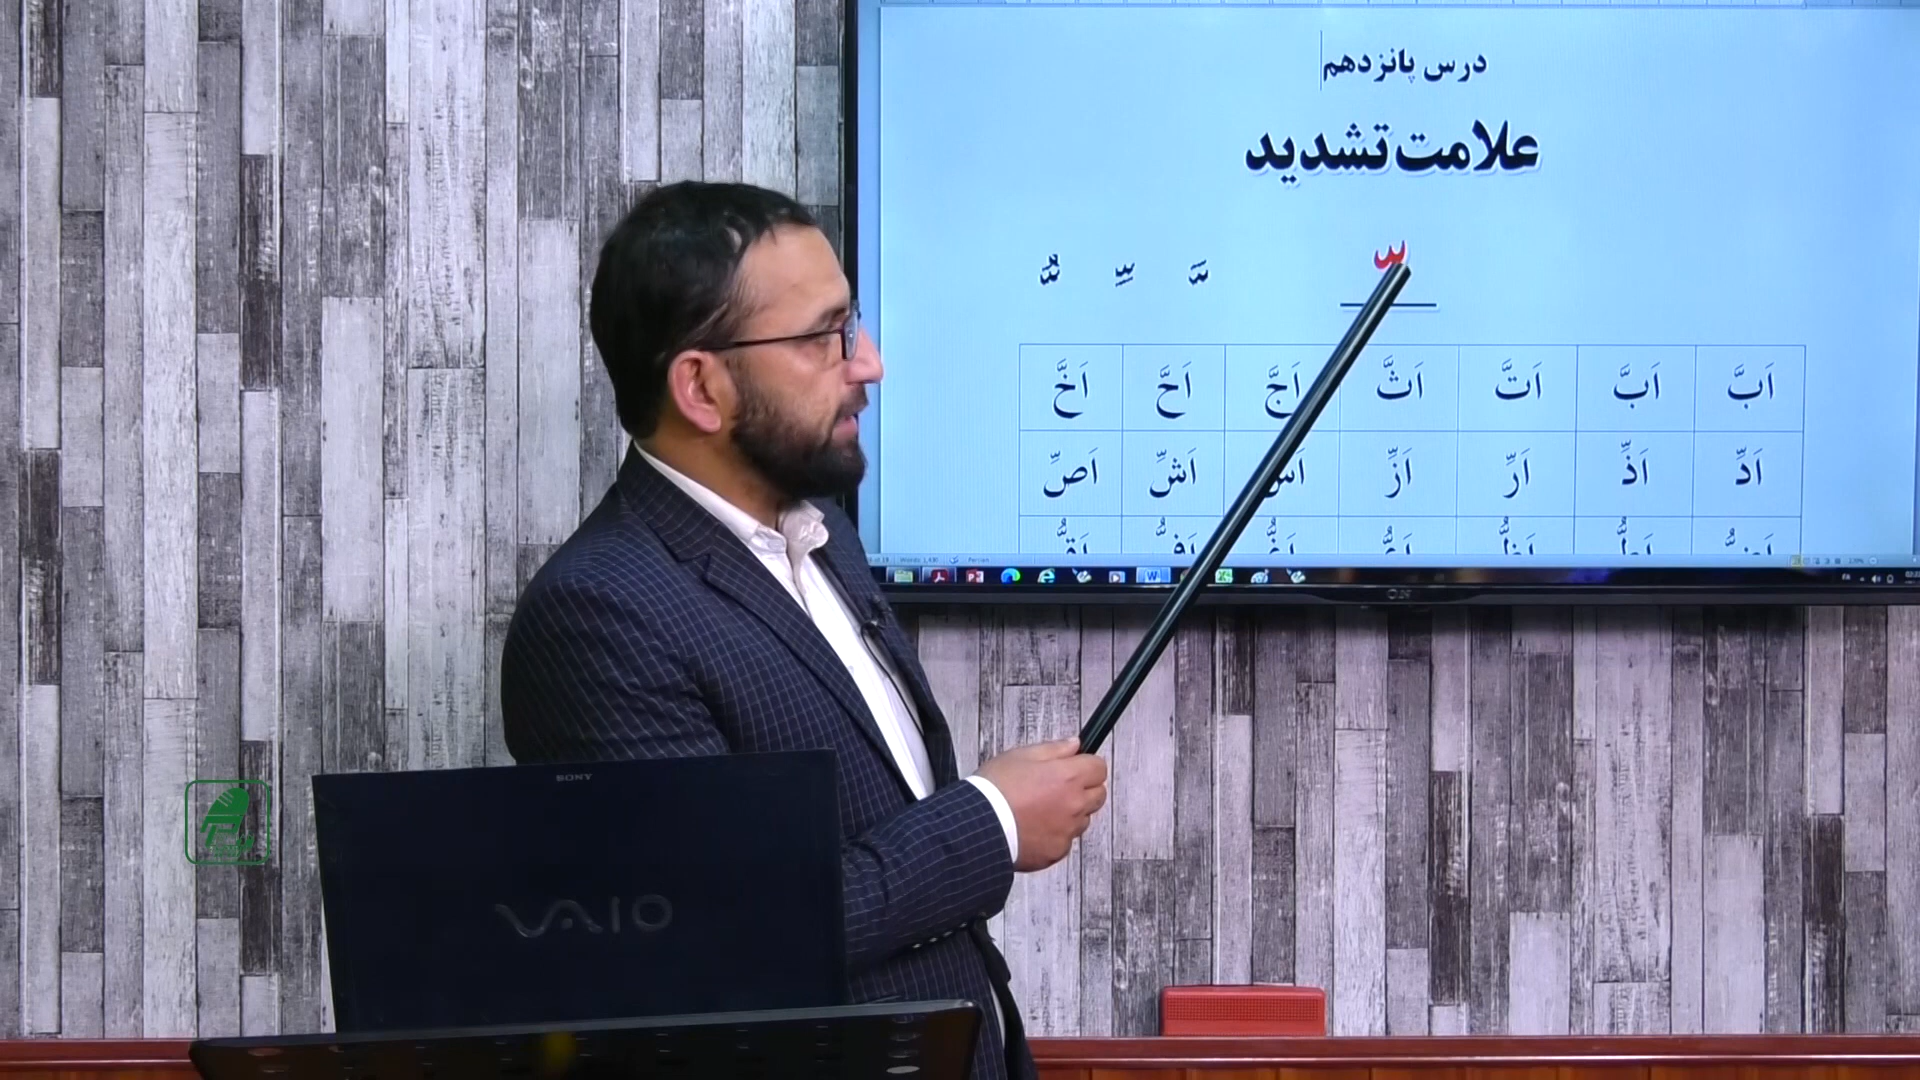 درس پانزدهم
علامت تشدید
ـّ ـَّ ـِّ ـُّ
اَبَّ اَبَّ اَتَّ اَثَّ اَجَّ اَحَّ اَخَّ
اَدِّ اَذِّ اَرِّ اَزِّ اَشِّ اَصِّ
SONY
VAIO